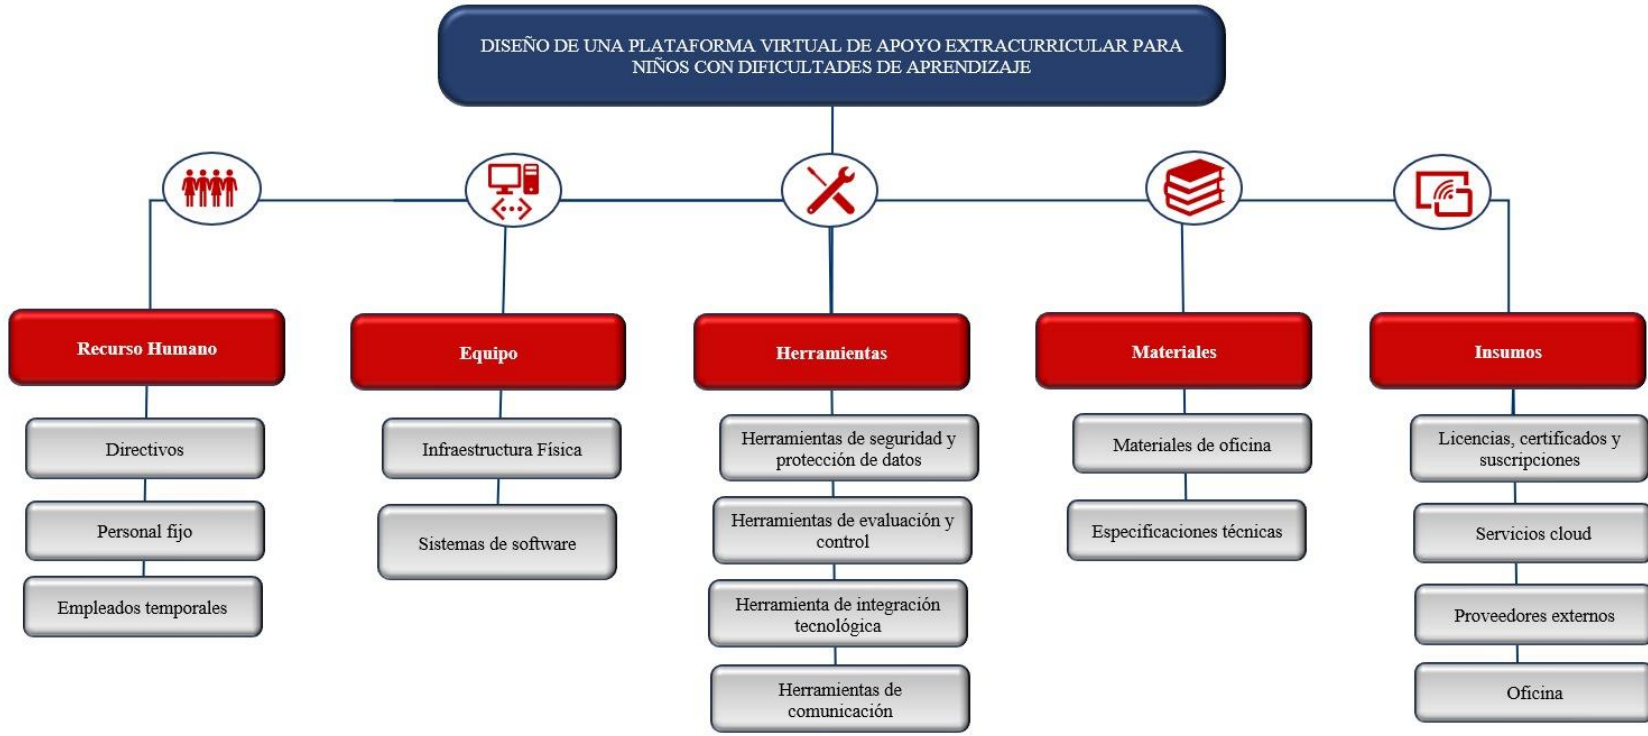 DISEÑO DE UNA PLATAFORMA VIRTUAL DE APOYO EXTRACURRICULAR PARA
NIÑOS CON DIFICULTADES DE APRENDIZAJE
Recurso Humano
Directivos
Personal fijo
Empleados temporales
Equipo
Infraestructura Física
Sistemas de software
Herramientas
Herramientas de seguridad y
protección de datos
Herramientas de evaluación y
control
Herramienta de integración
tecnológica
Herramientas de
comunicación
Materiales
Materiales de oficina
Especificaciones técnicas
Insumos
Licencias, certificados y
suscripciones
Servicios cloud
Proveedores externos
Oficina